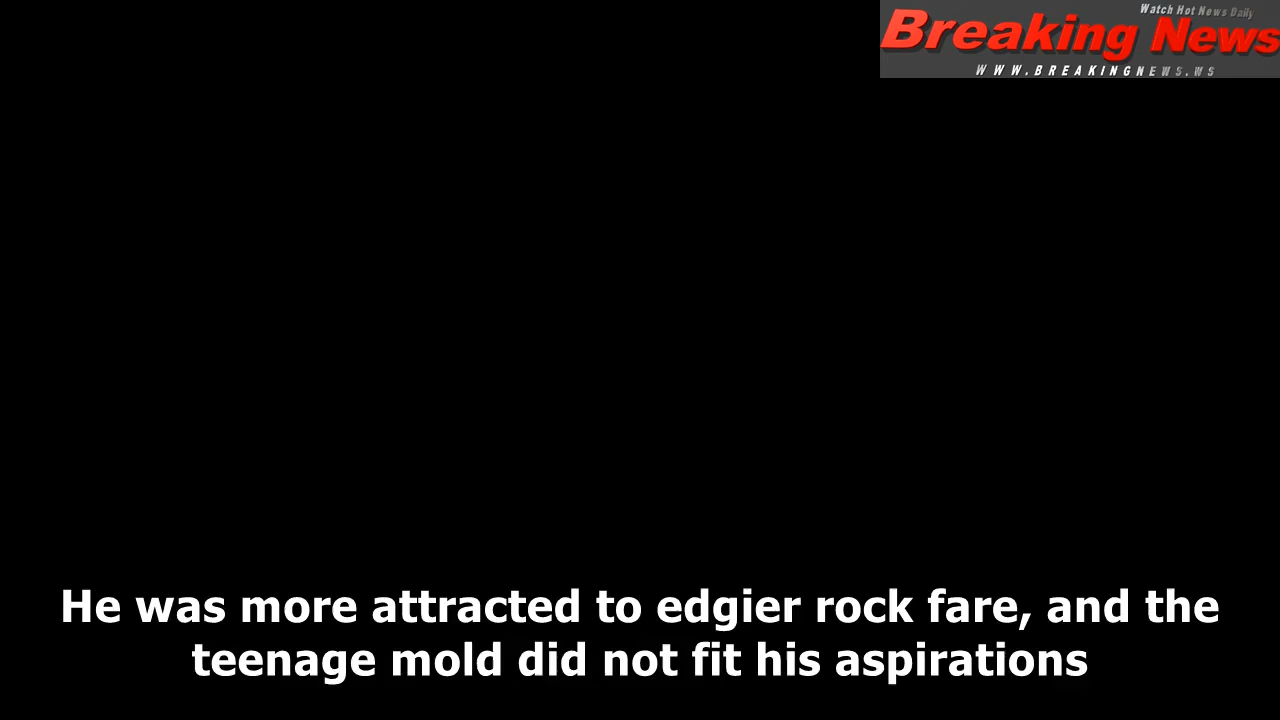 Watch Hot News Daily
Breaking News
WWW.BREAKINGNEWS.WS
He was more attracted to edgier rock fare, and the
teenage mold did not fit his aspirations